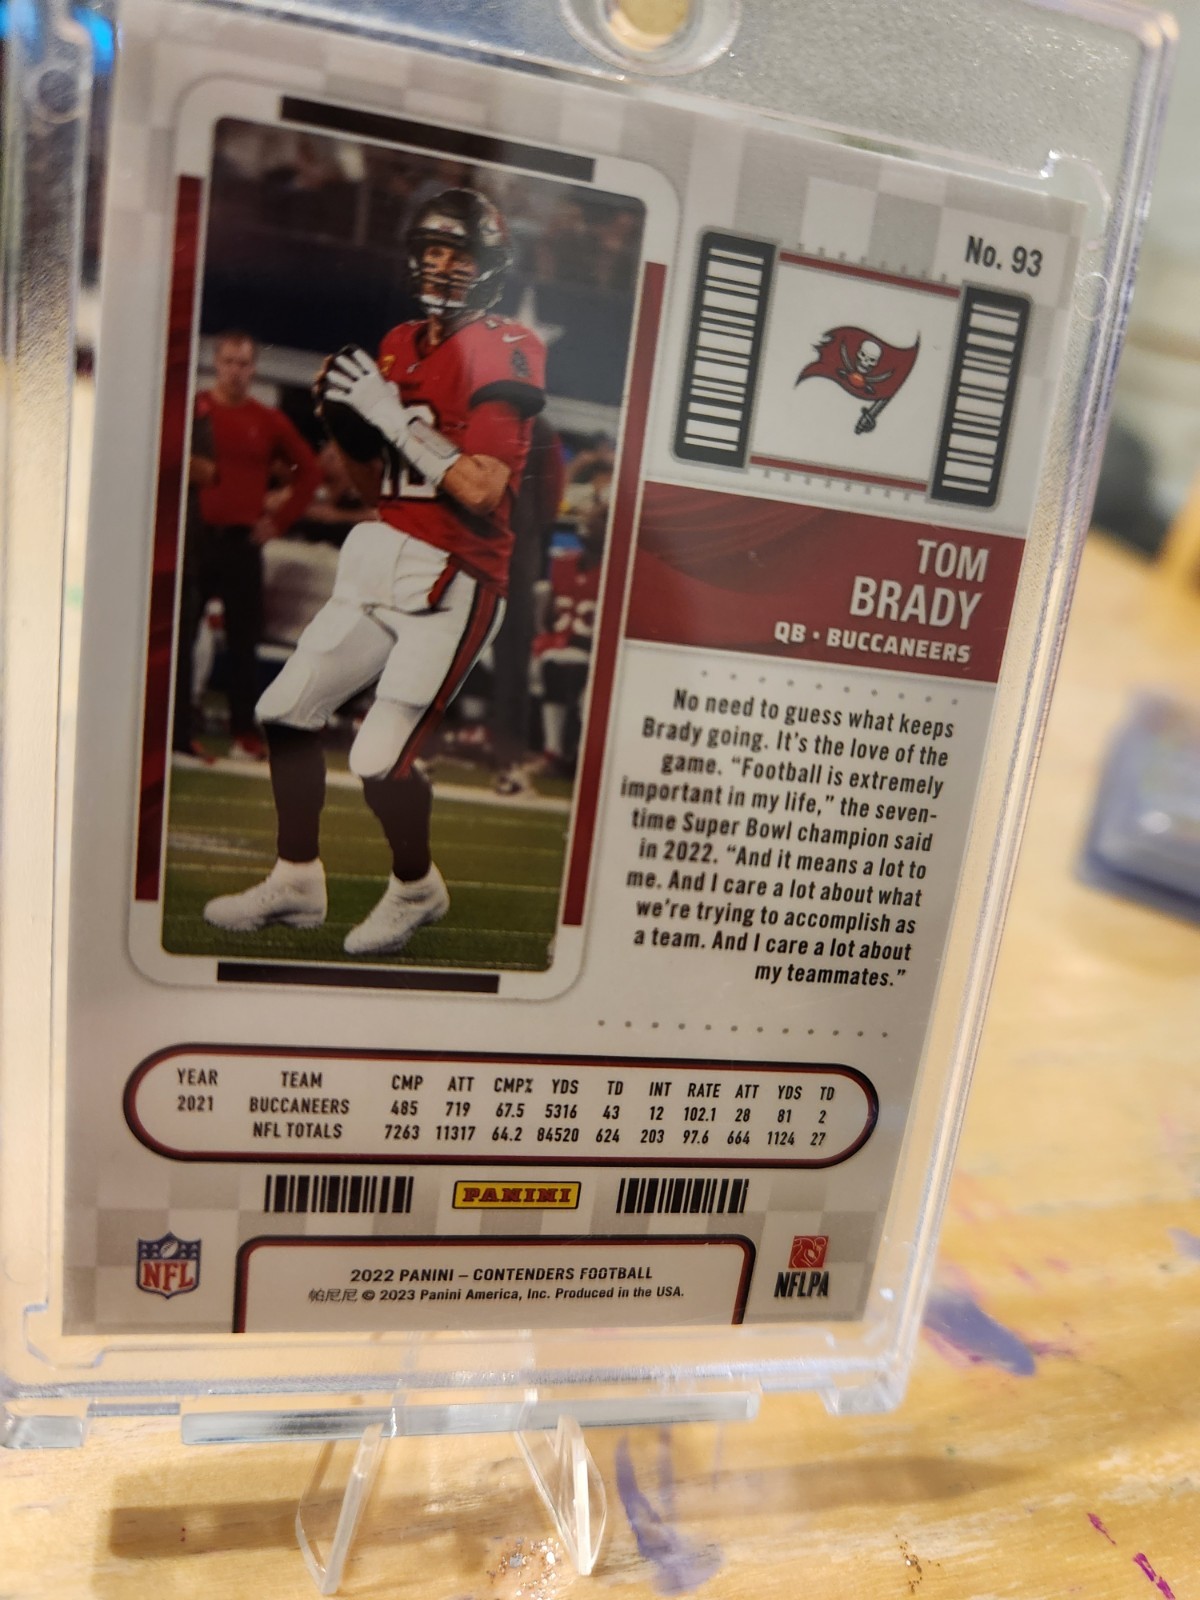 No. 93
TOM
BRADY
QB · BUCCANEERS
No need to guess what keeps
Brady going. It's the love of the
game. “Football is extremely
important in my life,” the seven-
time Super Bowl champion said
in 2022. “And it means a lot to
me. And I care a lot about what
we're trying to accomplish as
a team. And I care a lot about
my teammates.”
YEAR TEAM CMP ATT CMP% YDS TD INT RATE ATT YDS TD
2021 BUCCANEERS 485 719 67.5 5316 43 12 102.1 28 81 2
NFL TOTALS 7263 11317 64.2 84520 624 203 97.6 664 1124 27
PANINI
NFL
2022 PANINI – CONTENDERS FOOTBALL
帕尼尼 © 2023 Panini America, Inc. Produced in the USA.
NFLPA